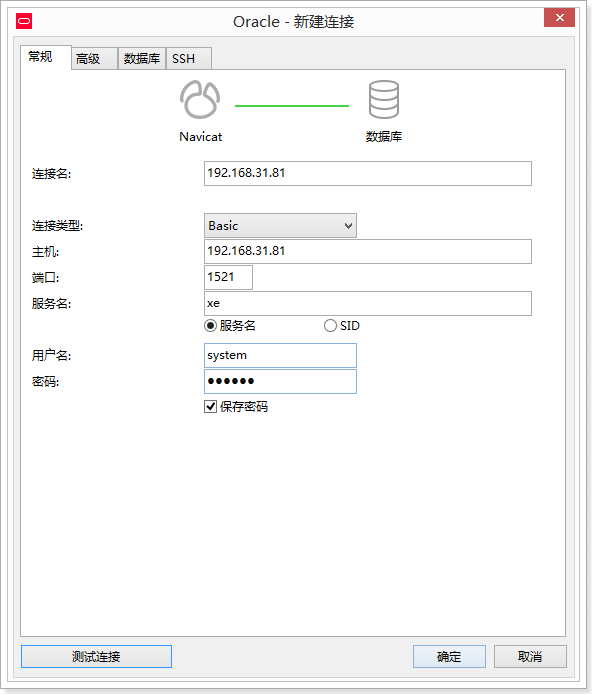 Oracle - 新建连接
常规 高级 数据库 SSH
Navicat 数据库
连接名: 192.168.31.81
连接类型: Basic
主机: 192.168.31.81
端口: 1521
服务名: xe
服务名 SID
用户名: system
密码: ●●●●●●
保存密码
测试连接 确定 取消